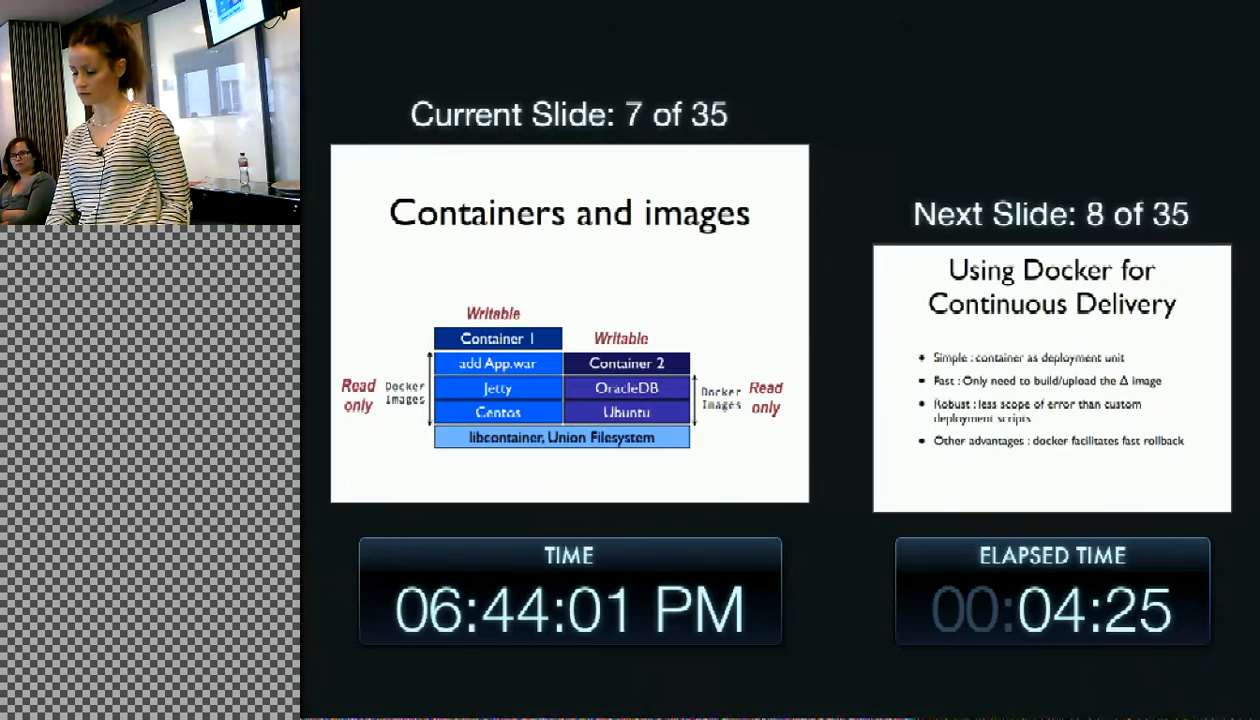 Current Slide: 7 of 35
Containers and images
Writable
Container 1
Writable
add App.war
Container 2
Read only
Docker Images
Jetty
OracleDB
Docker Images
Read only
Centos
Ubuntu
libcontainer, Union Filesystem
TIME
06:44:01 PM
Next Slide: 8 of 35
Using Docker for
Continuous Delivery
• Simple : container as deployment unit
• Fast : Only need to build/upload the Δ image
• Robust : less scope of error than custom
deployment scripts
• Other advantages : docker facilitates fast rollback
ELAPSED TIME
00:04:25